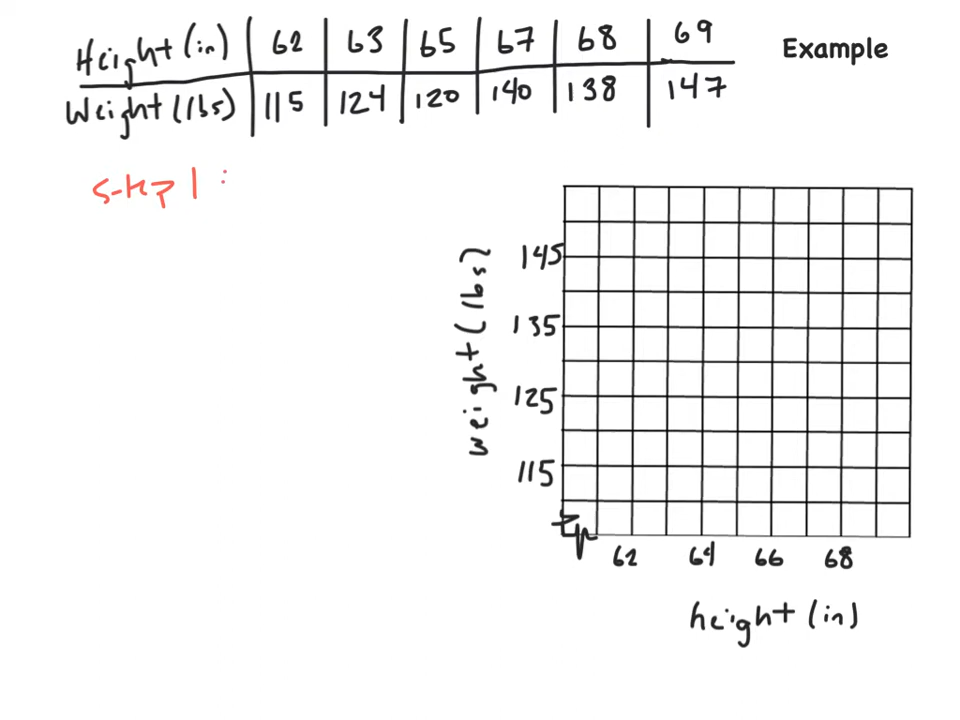 Height (in) 62 63 65 67 68 69
Example
Weight (lbs) 115 124 120 140 138 147
Step 1 :
weight (lbs)
145
135
125
115
62 64 66 68
height (in)